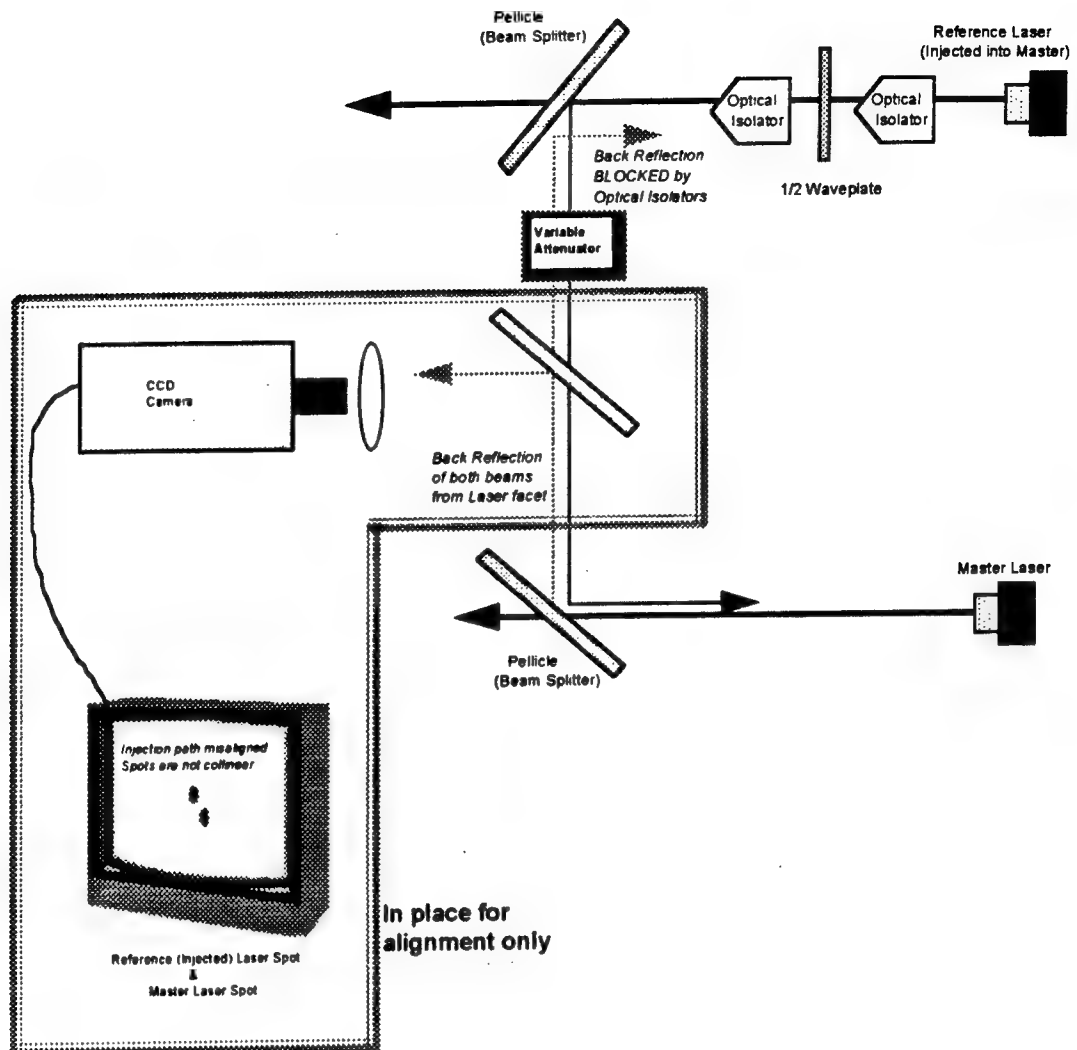 Pellicle
(Beam Splitter)
Reference Laser
(Injected into Master)
Optical
Isolator
Optical
Isolator
Back Reflection
BLOCKED by
Optical Isolators
1/2 Waveplate
Variable
Attenuator
CCD
Camera
Back Reflection
of both beams
from Laser facet
Master Laser
Pellicle
(Beam Splitter)
Injection path misaligned
Spots are not collinear
In place for
alignment only
Reference (Injected) Laser Spot
&
Master Laser Spot